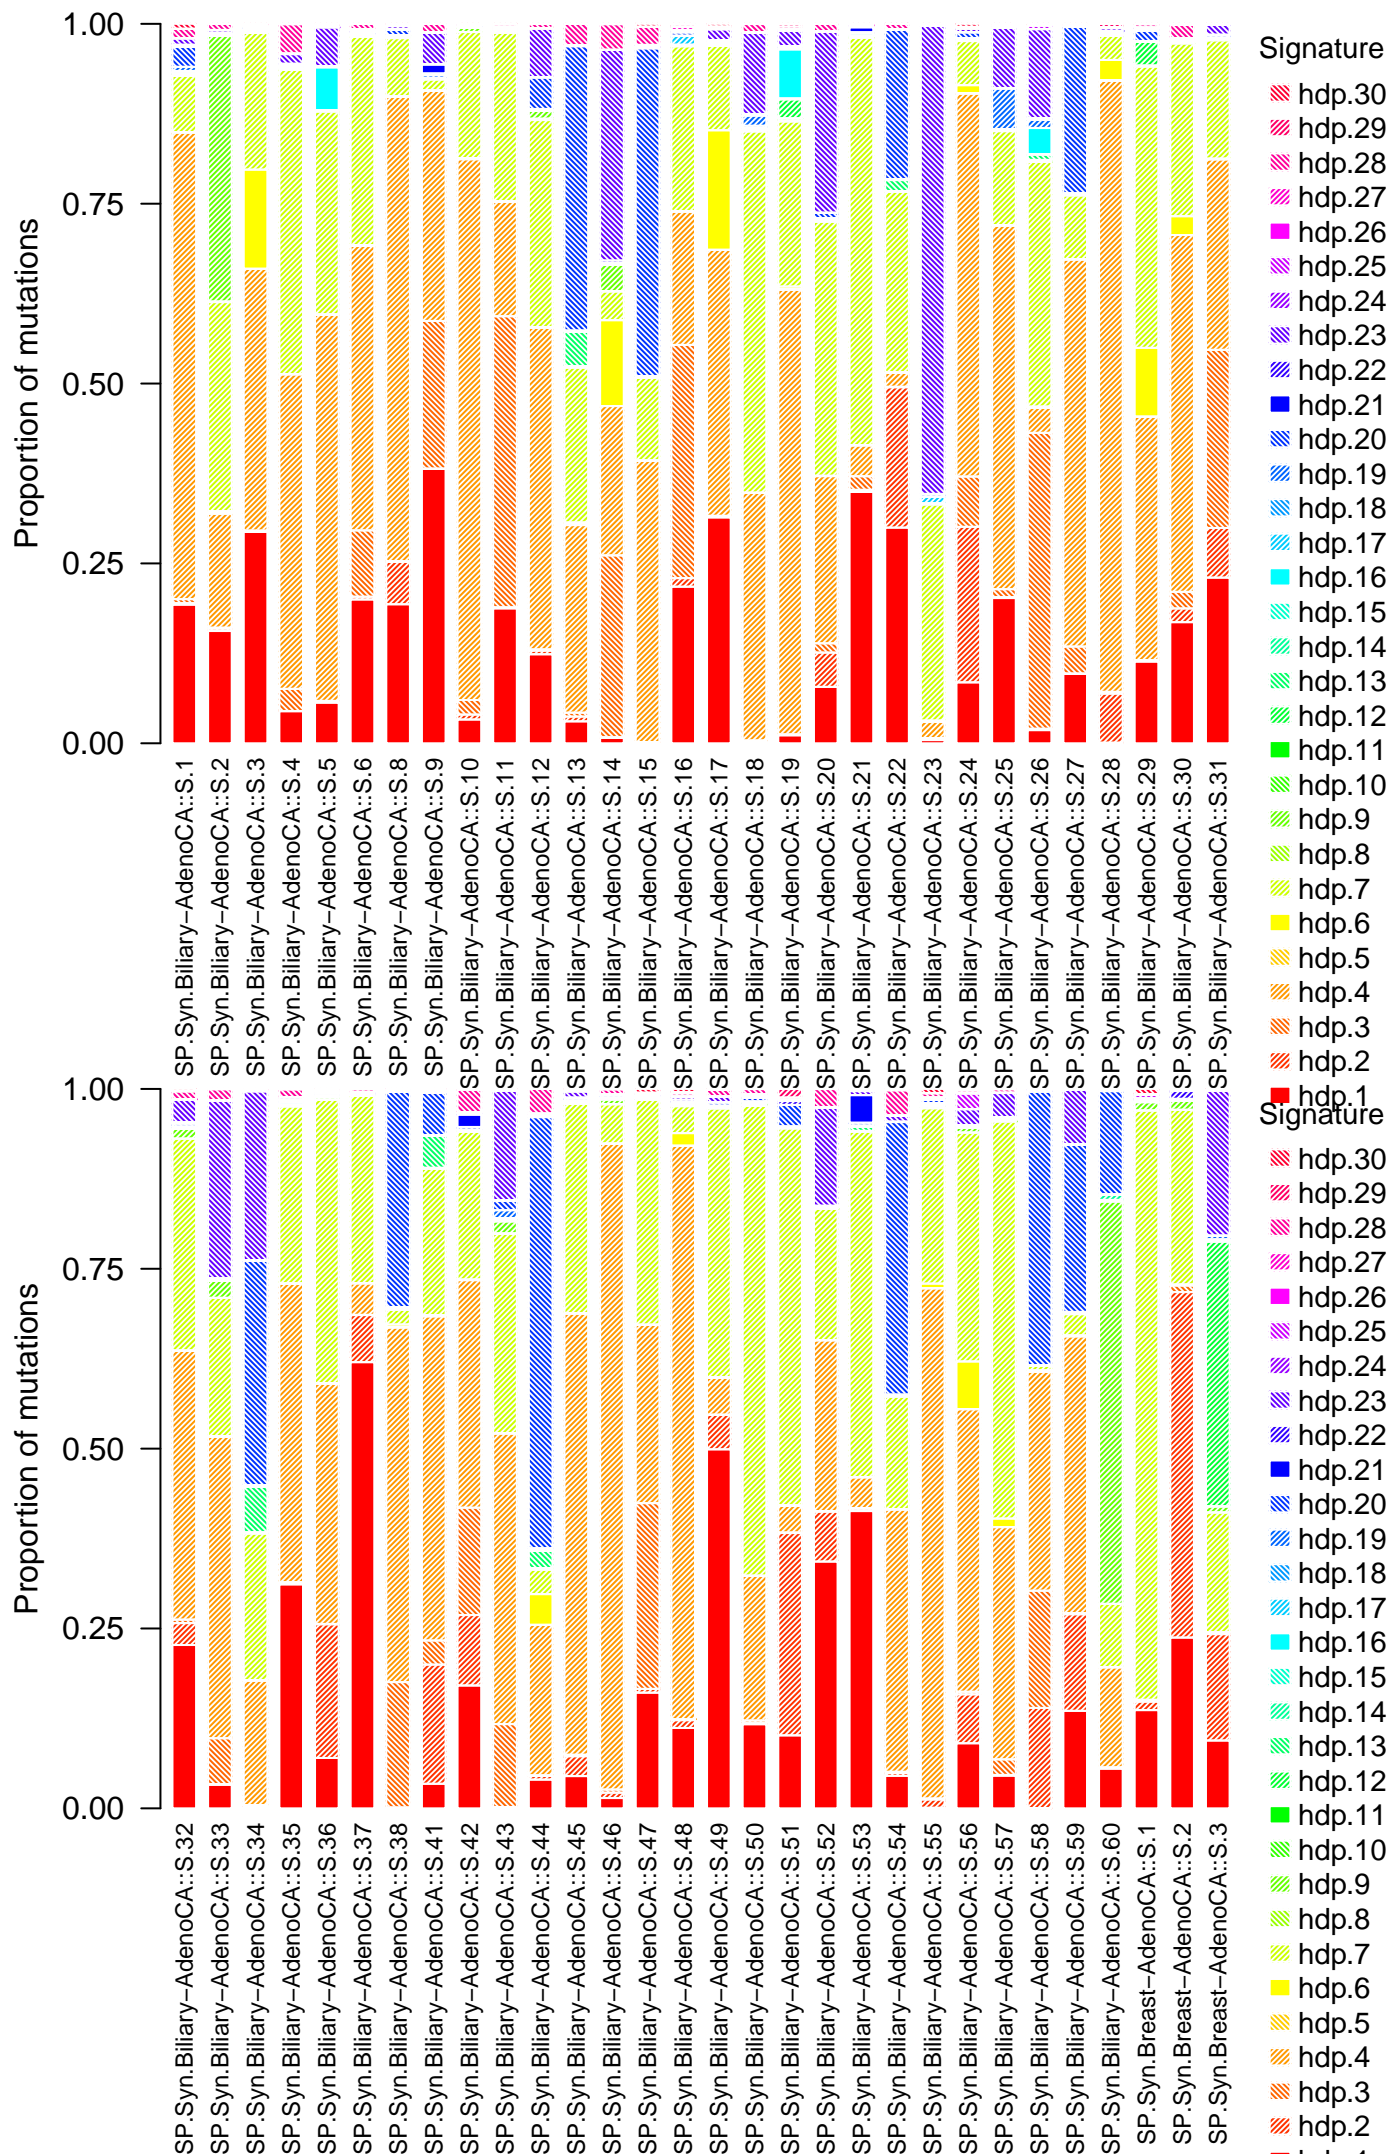 Proportion of mutations
1.00
0.75
0.50
0.25
0.00
SP.Syn.Biliary−AdenoCA::S.1
SP.Syn.Biliary−AdenoCA::S.2
SP.Syn.Biliary−AdenoCA::S.3
SP.Syn.Biliary−AdenoCA::S.4
SP.Syn.Biliary−AdenoCA::S.5
SP.Syn.Biliary−AdenoCA::S.6
SP.Syn.Biliary−AdenoCA::S.8
SP.Syn.Biliary−AdenoCA::S.9
SP.Syn.Biliary−AdenoCA::S.10
SP.Syn.Biliary−AdenoCA::S.11
SP.Syn.Biliary−AdenoCA::S.12
SP.Syn.Biliary−AdenoCA::S.13
SP.Syn.Biliary−AdenoCA::S.14
SP.Syn.Biliary−AdenoCA::S.15
SP.Syn.Biliary−AdenoCA::S.16
SP.Syn.Biliary−AdenoCA::S.17
SP.Syn.Biliary−AdenoCA::S.18
SP.Syn.Biliary−AdenoCA::S.19
SP.Syn.Biliary−AdenoCA::S.20
SP.Syn.Biliary−AdenoCA::S.21
SP.Syn.Biliary−AdenoCA::S.22
SP.Syn.Biliary−AdenoCA::S.23
SP.Syn.Biliary−AdenoCA::S.24
SP.Syn.Biliary−AdenoCA::S.25
SP.Syn.Biliary−AdenoCA::S.26
SP.Syn.Biliary−AdenoCA::S.27
SP.Syn.Biliary−AdenoCA::S.28
SP.Syn.Biliary−AdenoCA::S.29
SP.Syn.Biliary−AdenoCA::S.30
SP.Syn.Biliary−AdenoCA::S.31
Signature
hdp.30
hdp.29
hdp.28
hdp.27
hdp.26
hdp.25
hdp.24
hdp.23
hdp.22
hdp.21
hdp.20
hdp.19
hdp.18
hdp.17
hdp.16
hdp.15
hdp.14
hdp.13
hdp.12
hdp.11
hdp.10
hdp.9
hdp.8
hdp.7
hdp.6
hdp.5
hdp.4
hdp.3
hdp.2
hdp.1
Proportion of mutations
1.00
0.75
0.50
0.25
0.00
SP.Syn.Biliary−AdenoCA::S.32
SP.Syn.Biliary−AdenoCA::S.33
SP.Syn.Biliary−AdenoCA::S.34
SP.Syn.Biliary−AdenoCA::S.35
SP.Syn.Biliary−AdenoCA::S.36
SP.Syn.Biliary−AdenoCA::S.37
SP.Syn.Biliary−AdenoCA::S.38
SP.Syn.Biliary−AdenoCA::S.41
SP.Syn.Biliary−AdenoCA::S.42
SP.Syn.Biliary−AdenoCA::S.43
SP.Syn.Biliary−AdenoCA::S.44
SP.Syn.Biliary−AdenoCA::S.45
SP.Syn.Biliary−AdenoCA::S.46
SP.Syn.Biliary−AdenoCA::S.47
SP.Syn.Biliary−AdenoCA::S.48
SP.Syn.Biliary−AdenoCA::S.49
SP.Syn.Biliary−AdenoCA::S.50
SP.Syn.Biliary−AdenoCA::S.51
SP.Syn.Biliary−AdenoCA::S.52
SP.Syn.Biliary−AdenoCA::S.53
SP.Syn.Biliary−AdenoCA::S.54
SP.Syn.Biliary−AdenoCA::S.55
SP.Syn.Biliary−AdenoCA::S.56
SP.Syn.Biliary−AdenoCA::S.57
SP.Syn.Biliary−AdenoCA::S.58
SP.Syn.Biliary−AdenoCA::S.59
SP.Syn.Biliary−AdenoCA::S.60
SP.Syn.Breast−AdenoCA::S.1
SP.Syn.Breast−AdenoCA::S.2
SP.Syn.Breast−AdenoCA::S.3
Signature
hdp.30
hdp.29
hdp.28
hdp.27
hdp.26
hdp.25
hdp.24
hdp.23
hdp.22
hdp.21
hdp.20
hdp.19
hdp.18
hdp.17
hdp.16
hdp.15
hdp.14
hdp.13
hdp.12
hdp.11
hdp.10
hdp.9
hdp.8
hdp.7
hdp.6
hdp.5
hdp.4
hdp.3
hdp.2